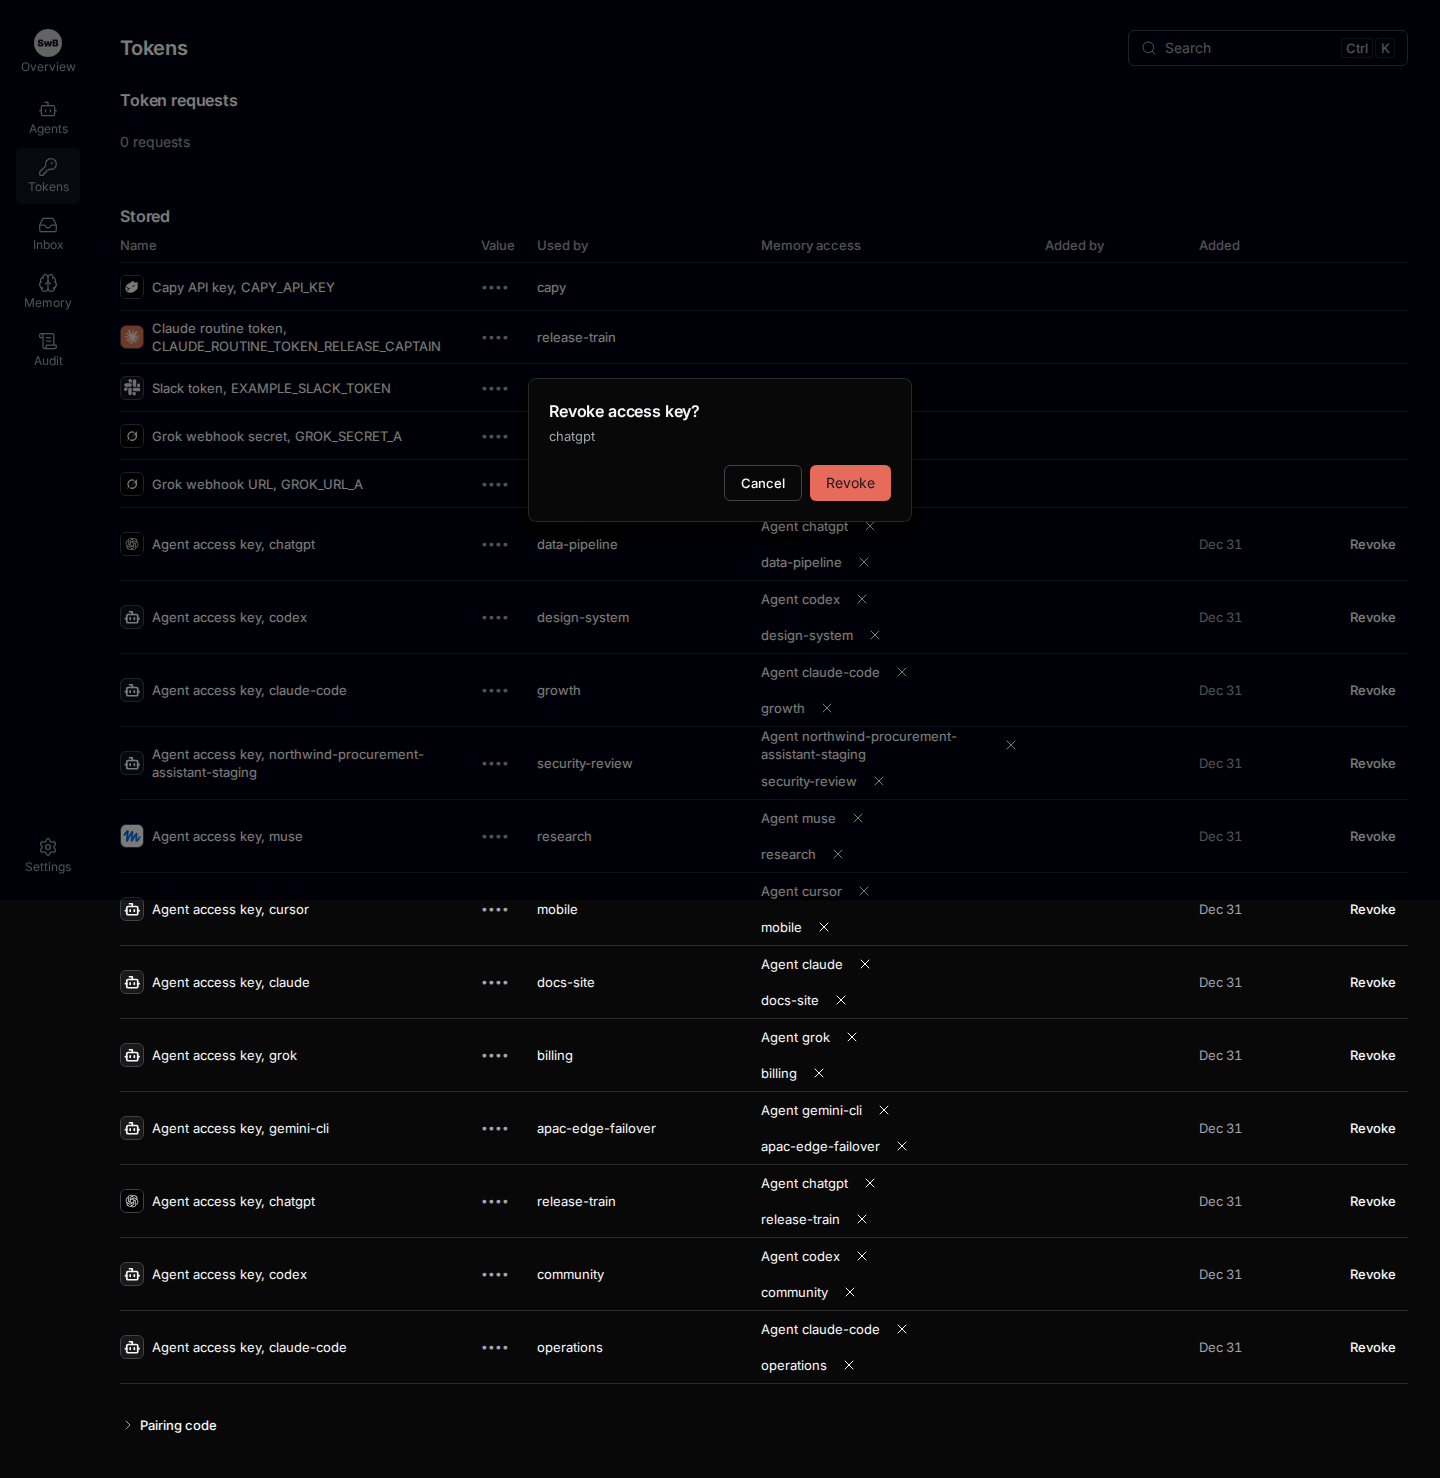 SwB
Overview
Agents
Tokens
Inbox
Memory
Audit
Settings
Tokens
Search Ctrl K
Token requests
0 requests
Stored
Name Value Used by Memory access Added by Added
Capy API key, CAPY_API_KEY •••• capy
Claude routine token,
CLAUDE_ROUTINE_TOKEN_RELEASE_CAPTAIN •••• release-train
Slack token, EXAMPLE_SLACK_TOKEN ••••
Grok webhook secret, GROK_SECRET_A ••••
Grok webhook URL, GROK_URL_A ••••
Revoke access key?
chatgpt
Cancel Revoke
Agent access key, chatgpt •••• data-pipeline Agent chatgpt Dec 31 Revoke
data-pipeline
Agent access key, codex •••• design-system Agent codex Dec 31 Revoke
design-system
Agent access key, claude-code •••• growth Agent claude-code Dec 31 Revoke
growth
Agent access key, northwind-procurement-
assistant-staging •••• security-review Agent northwind-procurement-
assistant-staging Dec 31 Revoke
security-review
Agent access key, muse •••• research Agent muse Dec 31 Revoke
research
Agent access key, cursor •••• mobile Agent cursor Dec 31 Revoke
mobile
Agent access key, claude •••• docs-site Agent claude Dec 31 Revoke
docs-site
Agent access key, grok •••• billing Agent grok Dec 31 Revoke
billing
Agent access key, gemini-cli •••• apac-edge-failover Agent gemini-cli Dec 31 Revoke
apac-edge-failover
Agent access key, chatgpt •••• release-train Agent chatgpt Dec 31 Revoke
release-train
Agent access key, codex •••• community Agent codex Dec 31 Revoke
community
Agent access key, claude-code •••• operations Agent claude-code Dec 31 Revoke
operations
Pairing code